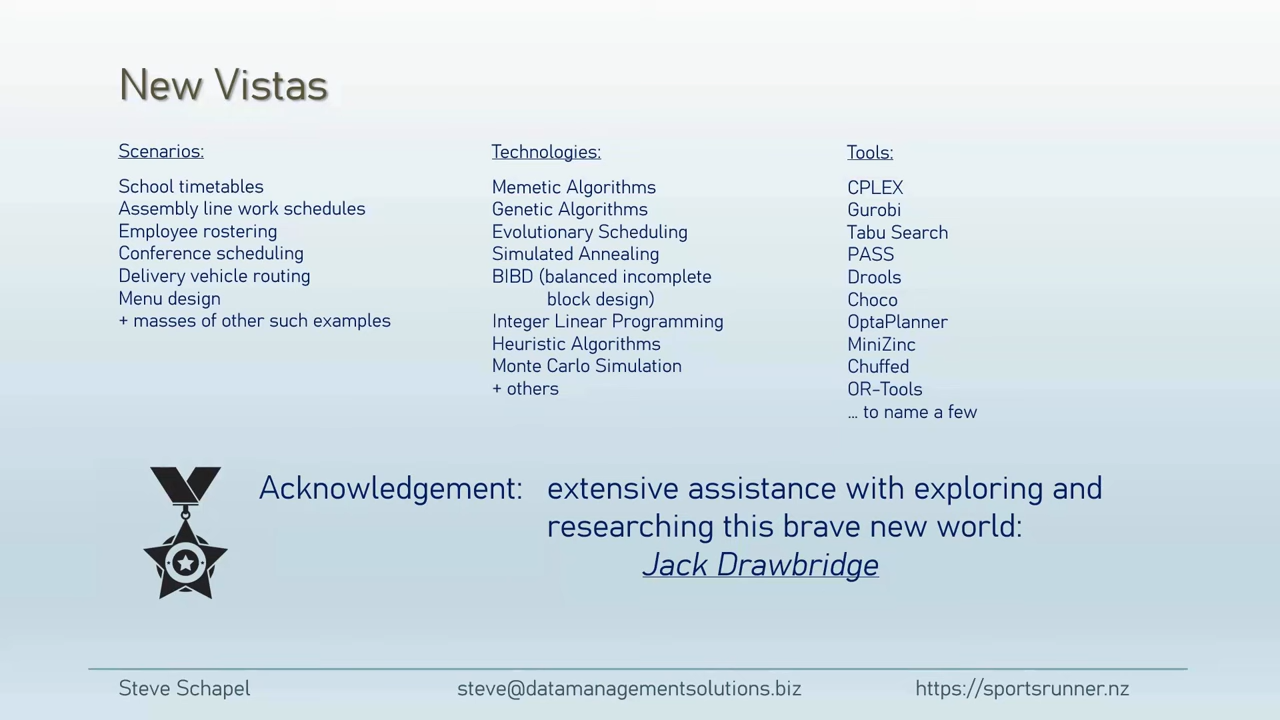 New Vistas
Scenarios:
School timetables
Assembly line work schedules
Employee rostering
Conference scheduling
Delivery vehicle routing
Menu design
+ masses of other such examples
Technologies:
Memetic Algorithms
Genetic Algorithms
Evolutionary Scheduling
Simulated Annealing
BIBD (balanced incomplete
block design)
Integer Linear Programming
Heuristic Algorithms
Monte Carlo Simulation
+ others
Tools:
CPLEX
Gurobi
Tabu Search
PASS
Drools
Choco
OptaPlanner
MiniZinc
Chuffed
OR-Tools
... to name a few
Acknowledgement: extensive assistance with exploring and
researching this brave new world:
Jack Drawbridge
Steve Schapel steve@datamanagementsolutions.biz https://sportsrunner.nz